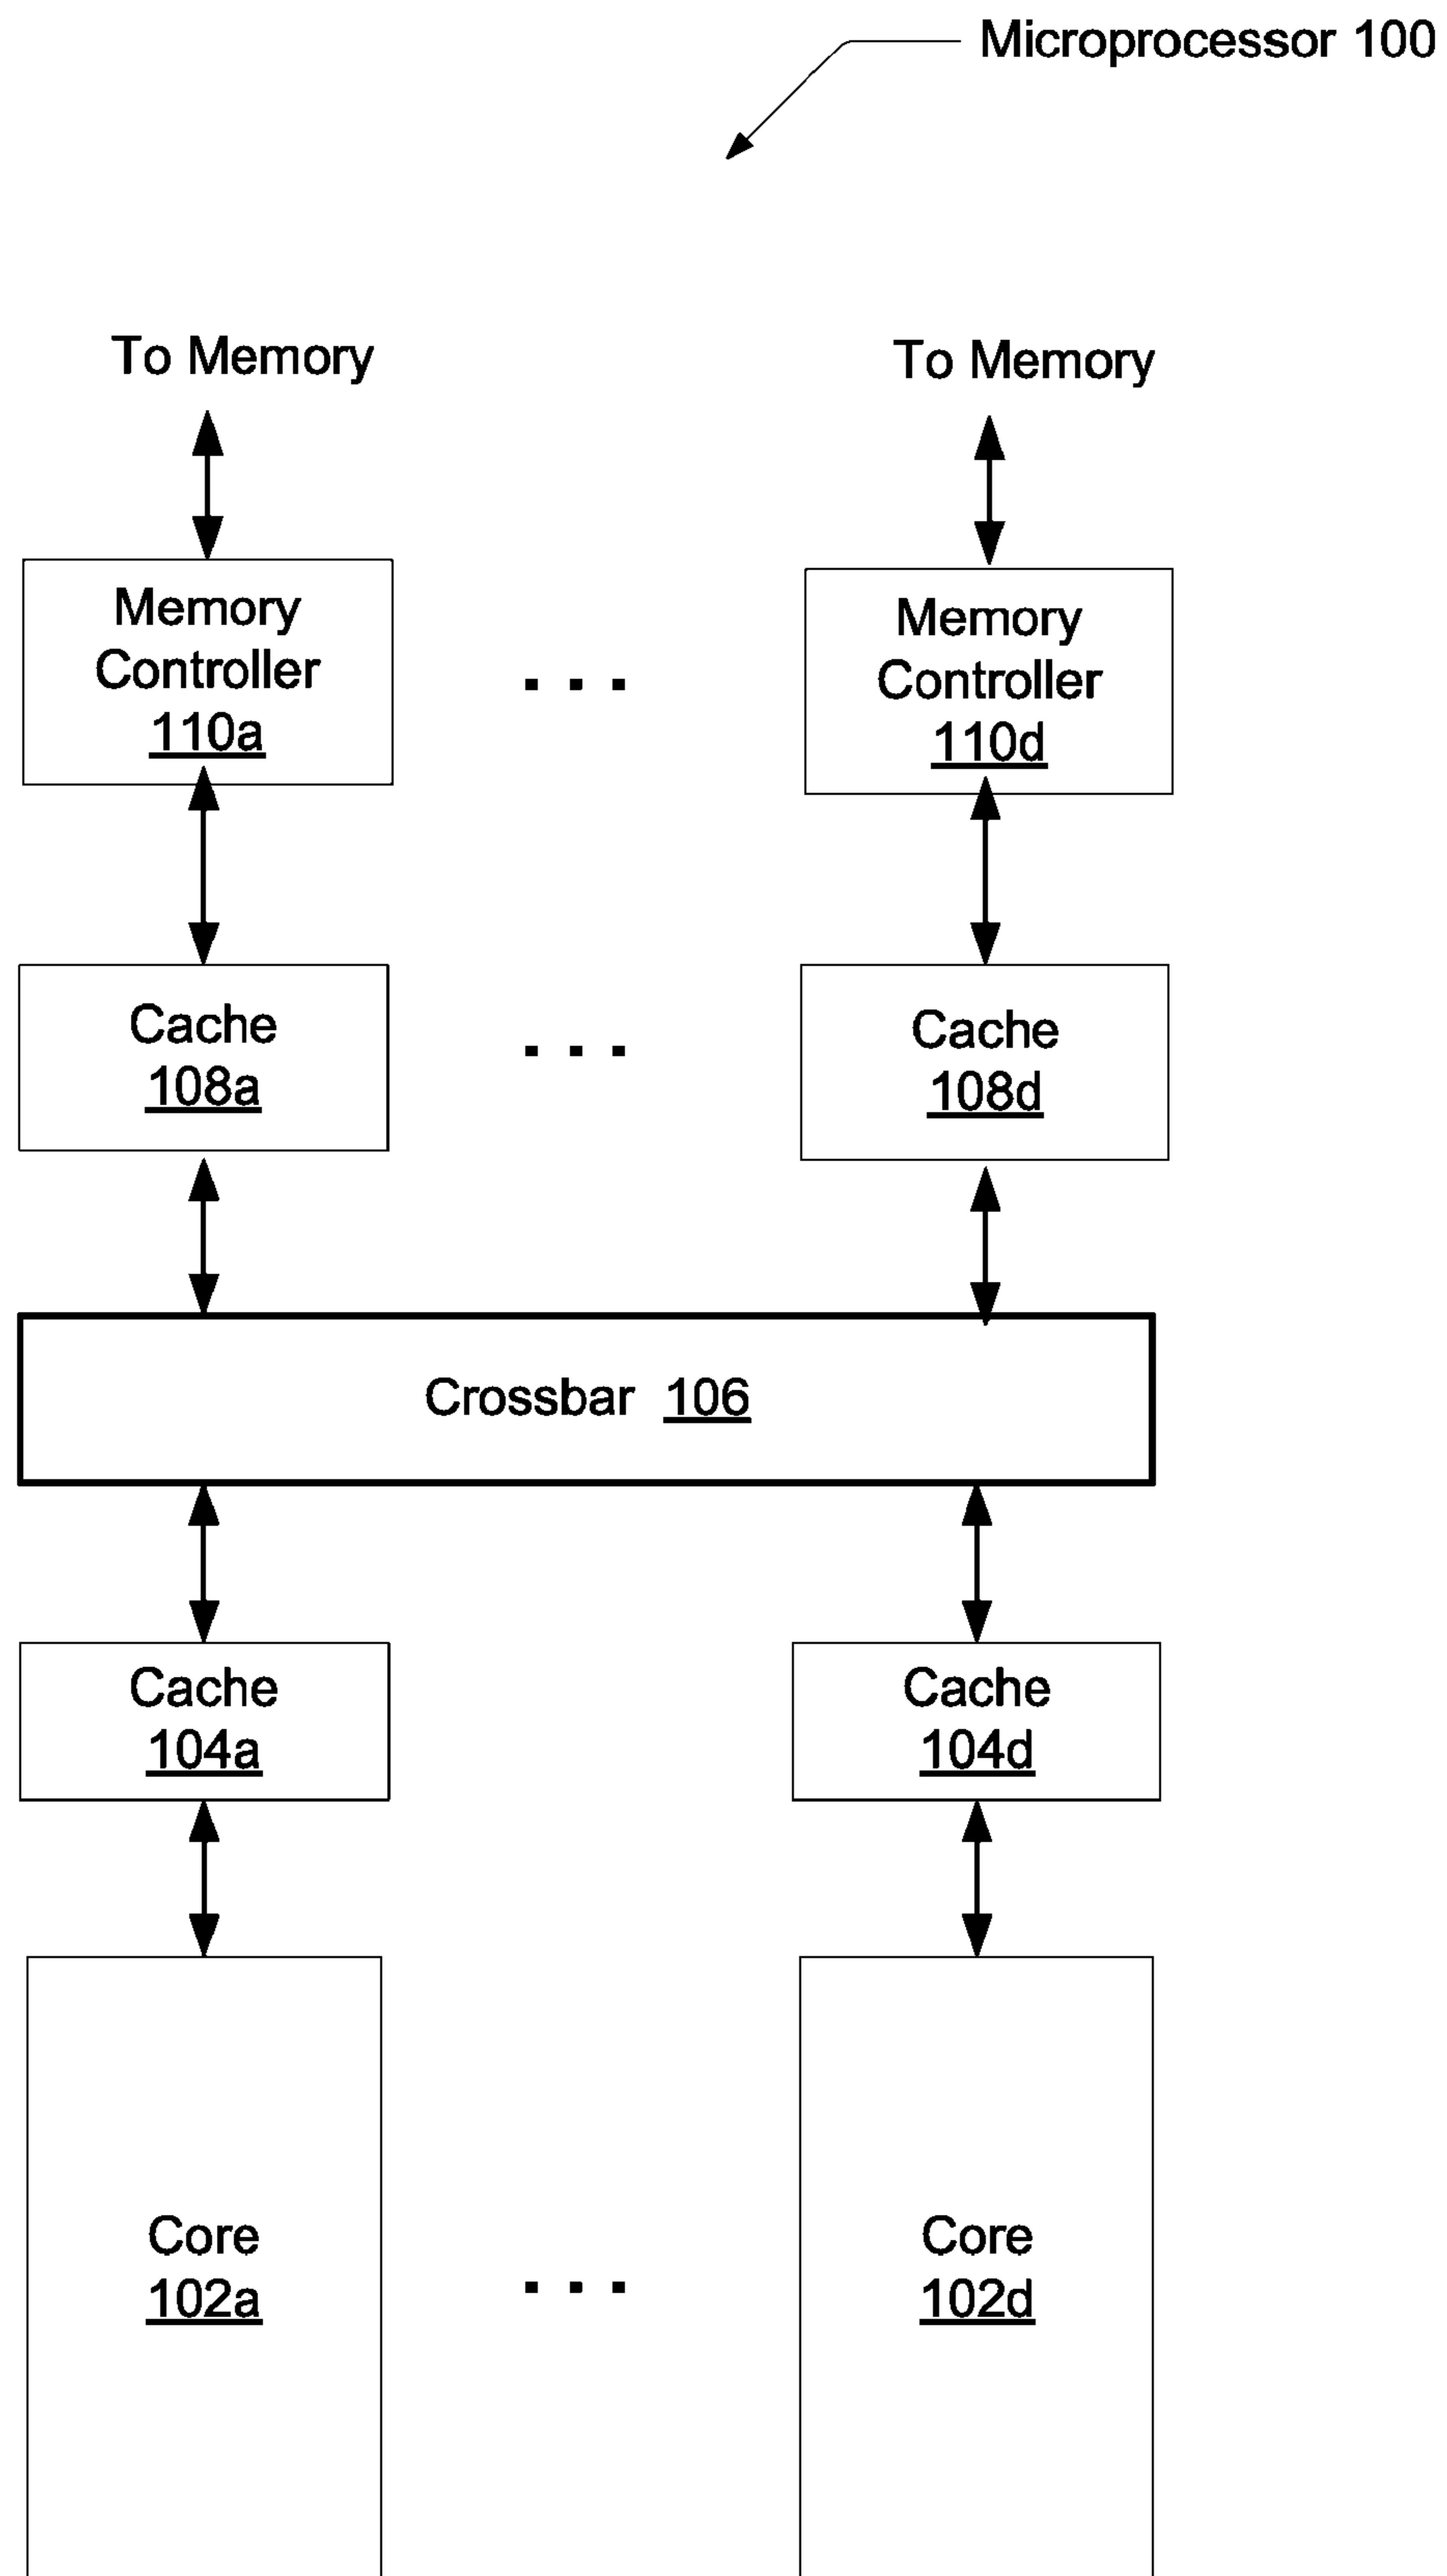 Microprocessor 100
To Memory
To Memory
Memory
Controller
110a
. . .
Memory
Controller
110d
Cache
108a
. . .
Cache
108d
Crossbar 106
Cache
104a
Cache
104d
Core
102a
. . .
Core
102d